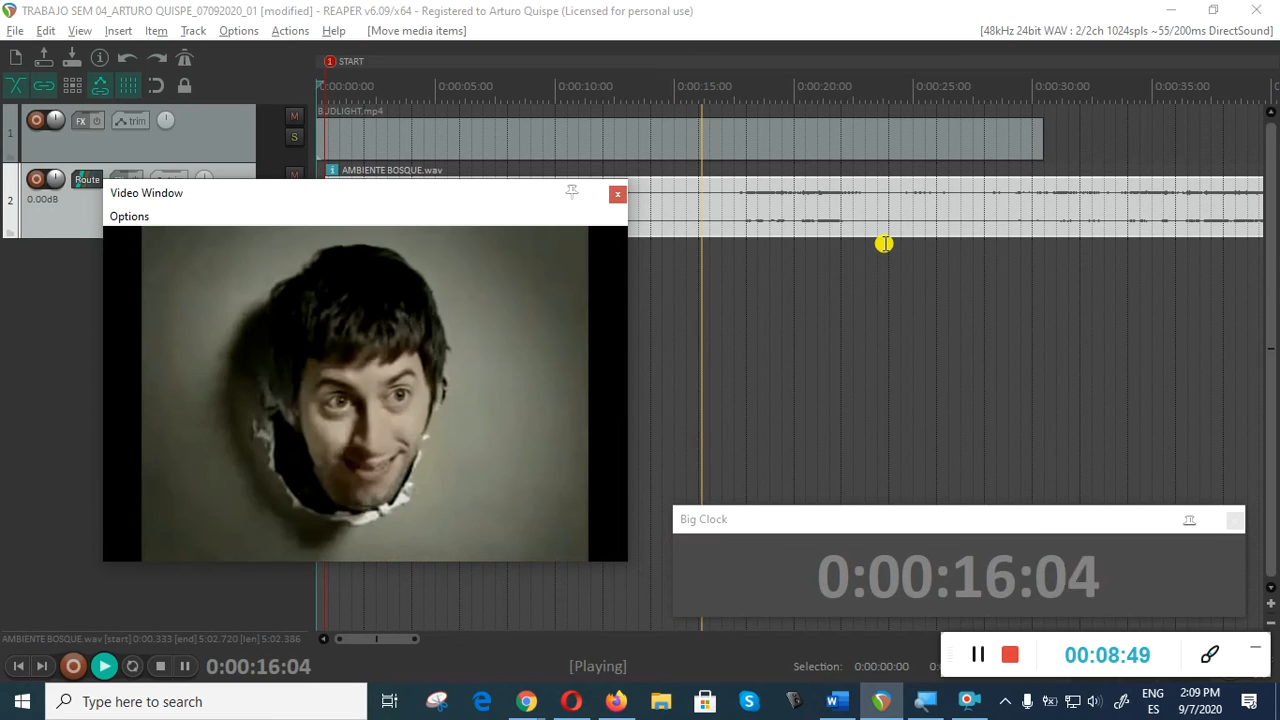 TRABAJO SEM 04_ARTURO QUISPE_07092020_01 [modified] - REAPER v6.09/x64 - Registered to Arturo Quispe (Licensed for personal use)
File Edit View Insert Item Track Options Actions Help [Move media items] [48kHz 24bit WAV : 2/2ch 1024spls ~55/200ms DirectSound]
1 START
0:00:00:00 0:00:05:00 0:00:10:00 0:00:15:00 0:00:20:00 0:00:25:00 0:00:30:00 0:00:35:00
BUDLIGHT.mp4
1 FX trim M
S
AMBIENTE BOSQUE.wav
2 Route M
0.00dB
Video Window
Options
Big Clock
0:00:16:04
AMBIENTE BOSQUE.wav [start] 0:00.333 [end] 5:02.720 [len] 5:02.386
0:00:16:04 [Playing] Selection: 0:00:00:00
00:08:49
Type here to search
ENG 2:09 PM
ES 9/7/2020